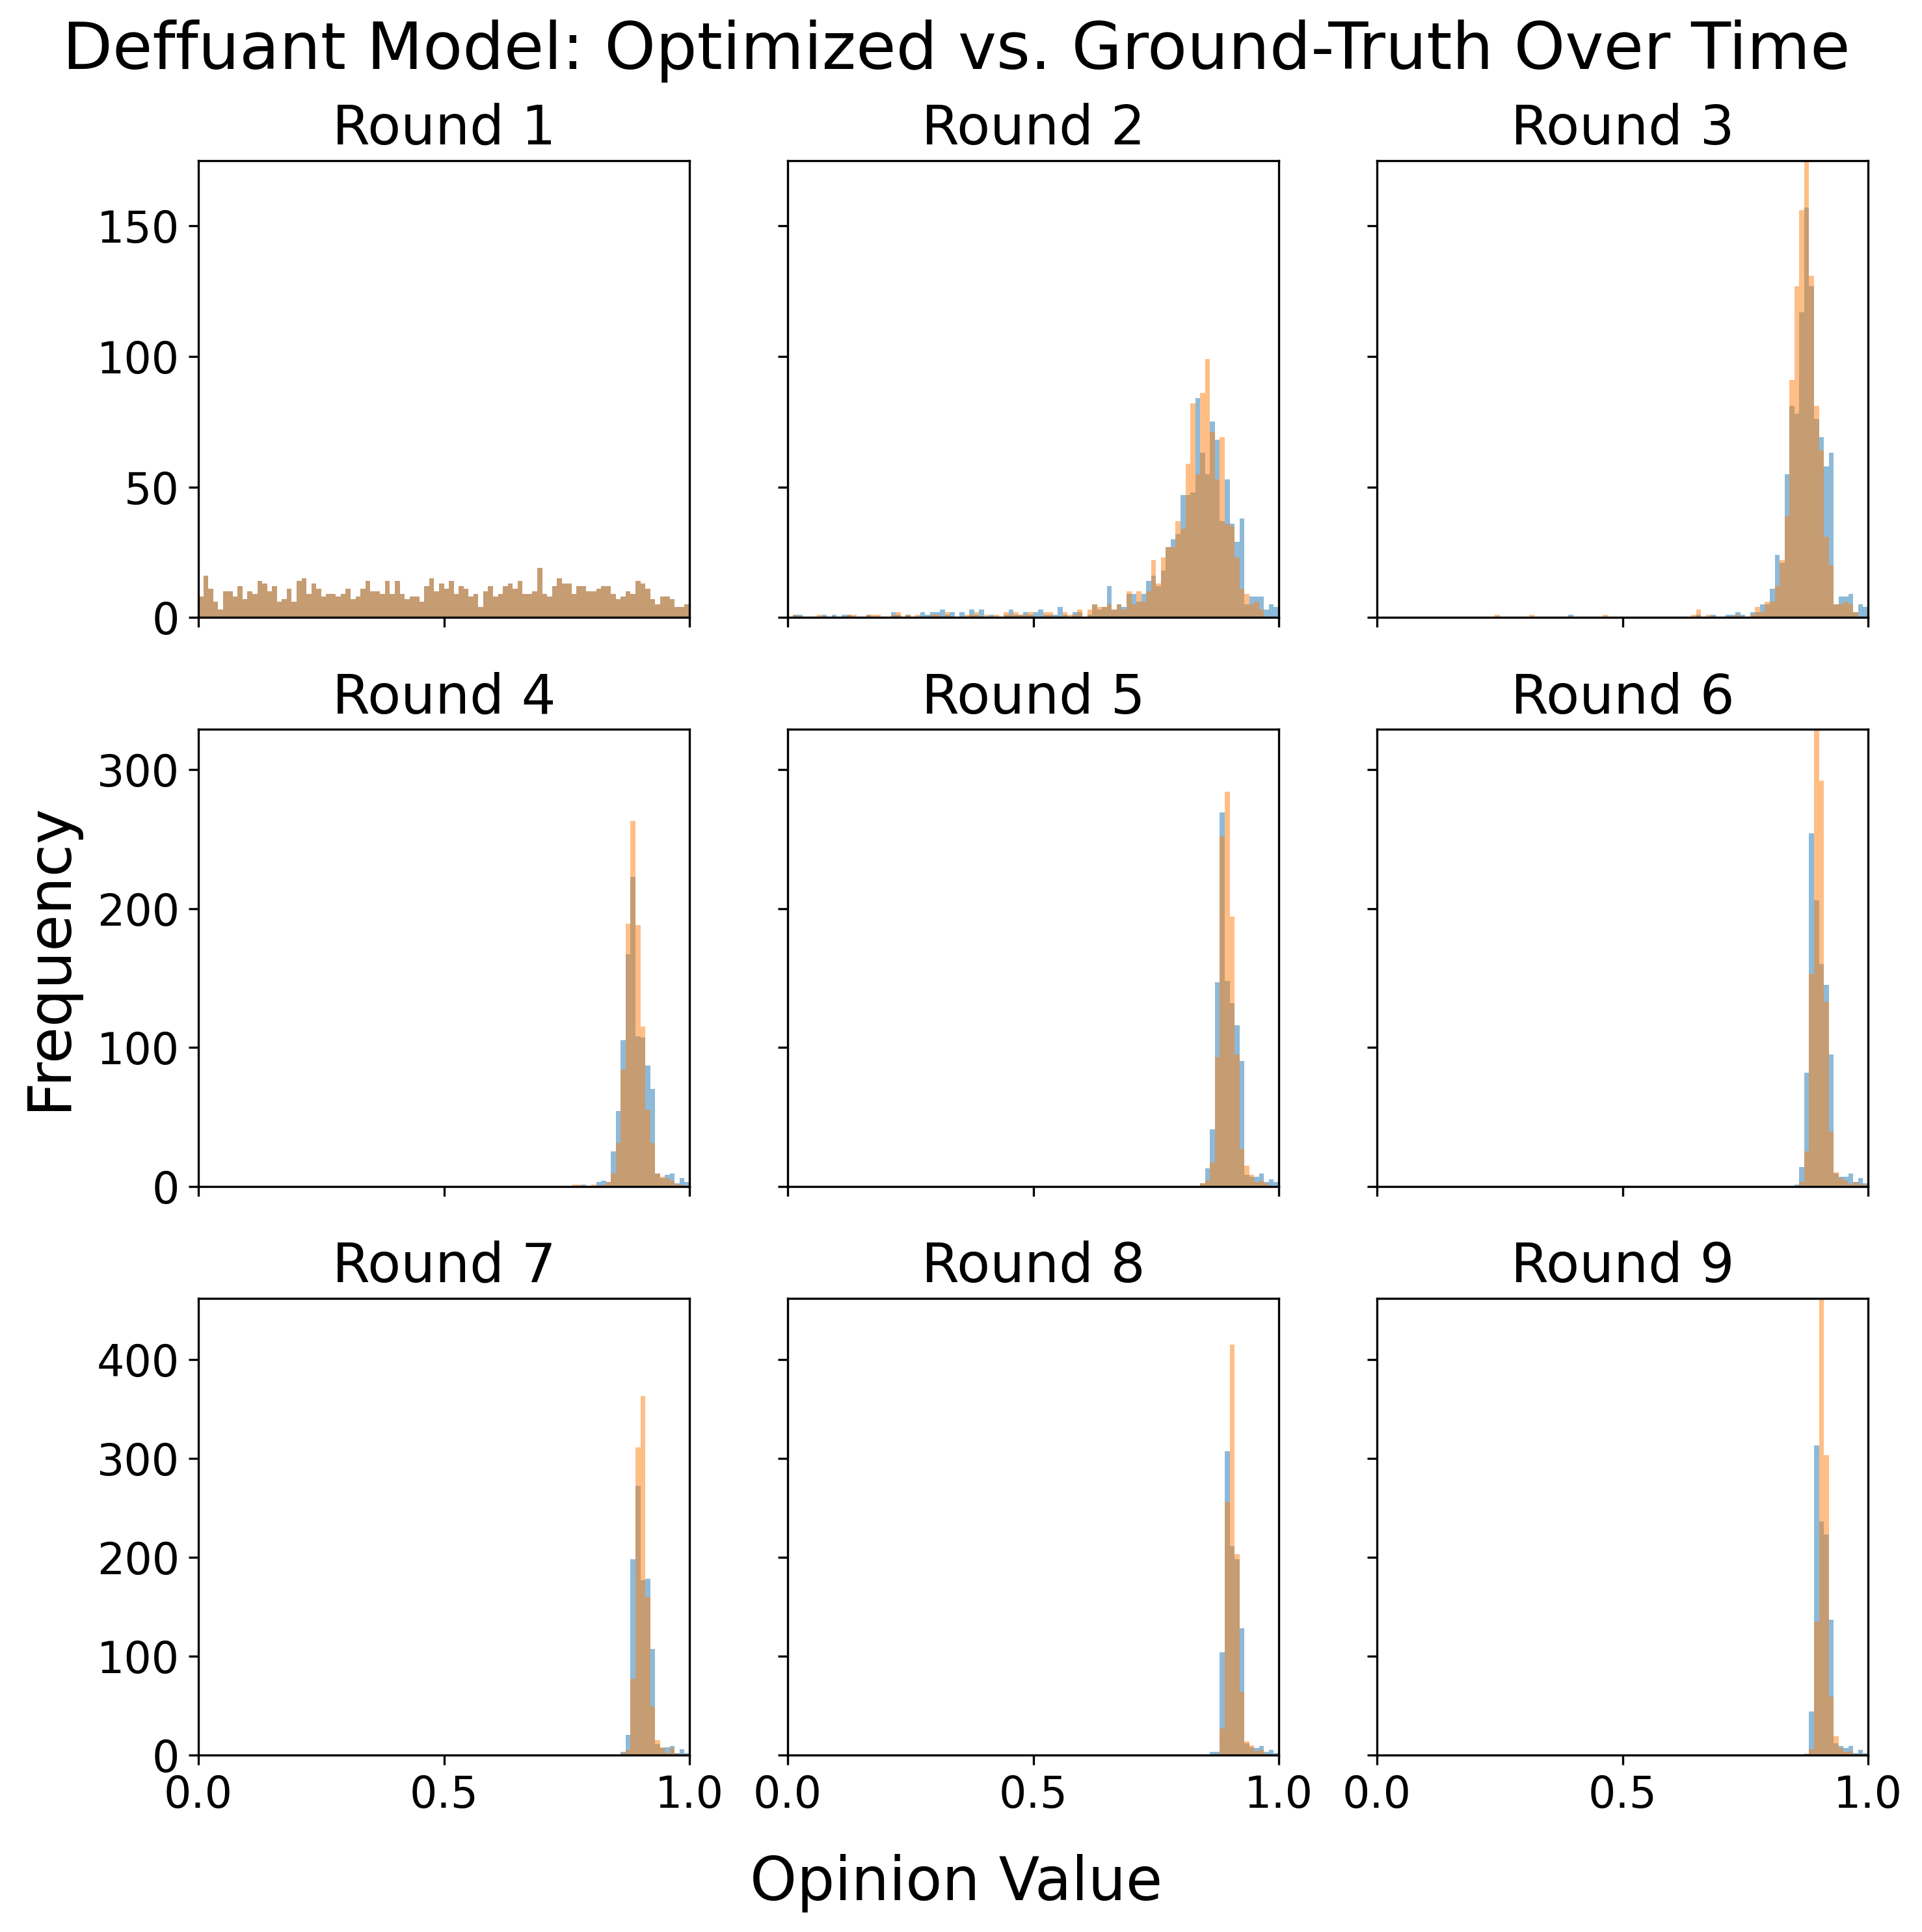 Deffuant Model: Optimized vs. Ground-Truth Over Time
Round 1
Round 2
Round 3
150
100
50
0
Round 4
Round 5
Round 6
300
200
100
0
Frequency
Round 7
Round 8
Round 9
400
300
200
100
0
0.0 0.5 1.0 0.0 0.5 1.0 0.0 0.5 1.0
Opinion Value